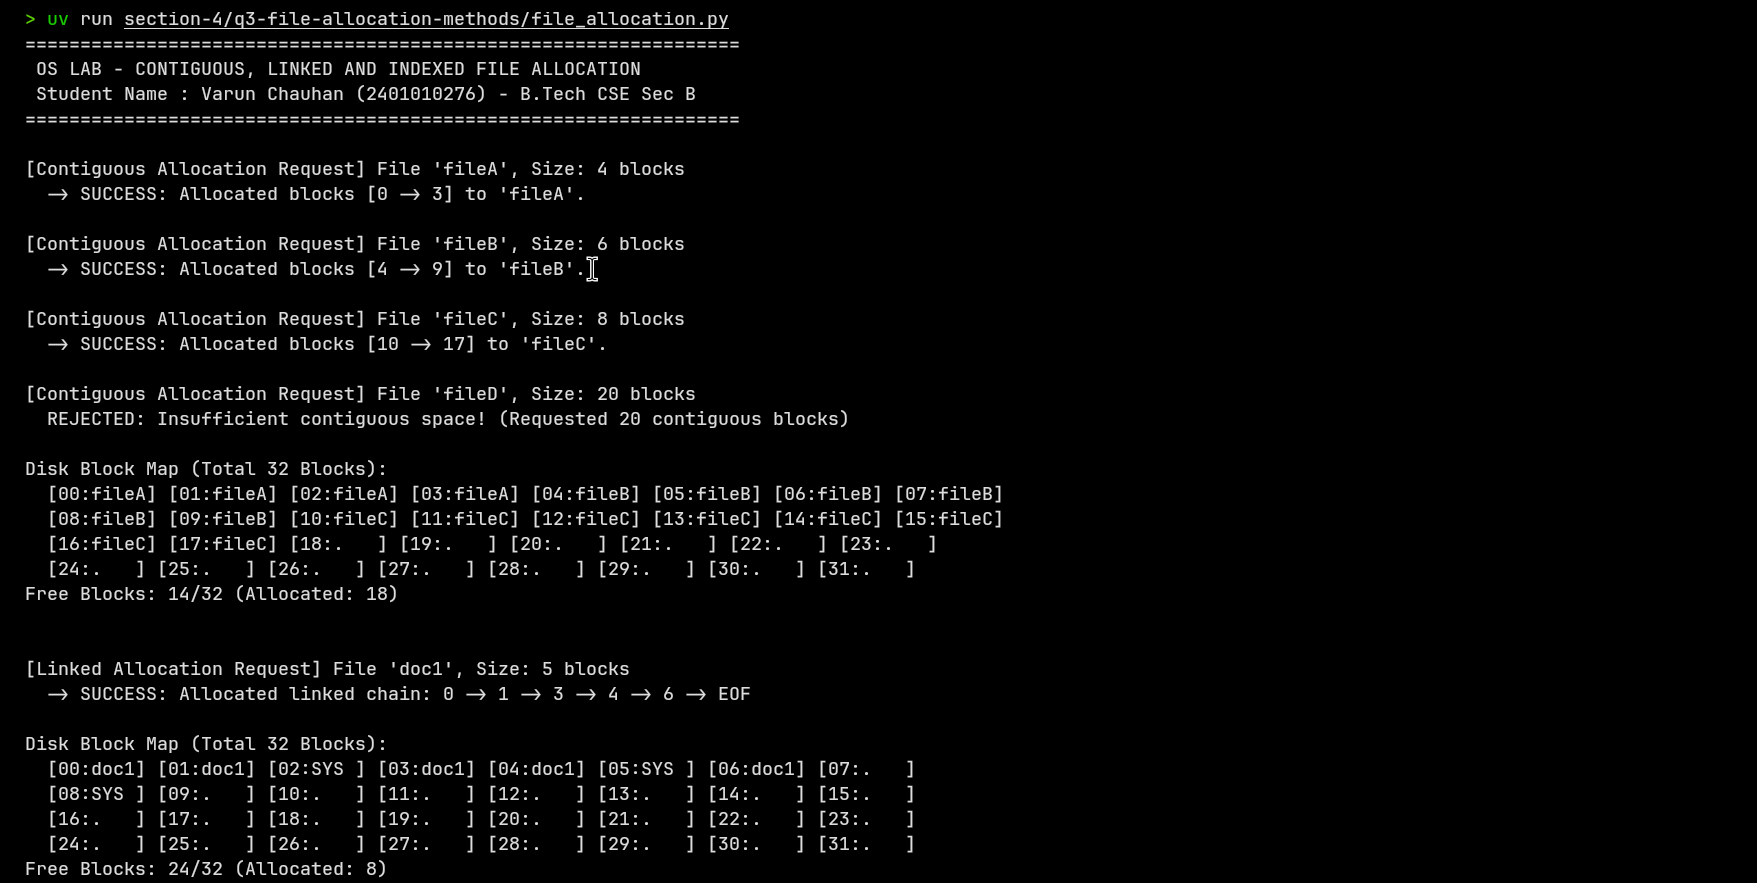 > uv run section-4/q3-file-allocation-methods/file_allocation.py
=================================================================
 OS LAB - CONTIGUOUS, LINKED AND INDEXED FILE ALLOCATION
 Student Name : Varun Chauhan (2401010276) - B.Tech CSE Sec B
=================================================================

[Contiguous Allocation Request] File 'fileA', Size: 4 blocks
  -> SUCCESS: Allocated blocks [0 -> 3] to 'fileA'.

[Contiguous Allocation Request] File 'fileB', Size: 6 blocks
  -> SUCCESS: Allocated blocks [4 -> 9] to 'fileB'.

[Contiguous Allocation Request] File 'fileC', Size: 8 blocks
  -> SUCCESS: Allocated blocks [10 -> 17] to 'fileC'.

[Contiguous Allocation Request] File 'fileD', Size: 20 blocks
  REJECTED: Insufficient contiguous space! (Requested 20 contiguous blocks)

Disk Block Map (Total 32 Blocks):
  [00:fileA] [01:fileA] [02:fileA] [03:fileA] [04:fileB] [05:fileB] [06:fileB] [07:fileB]
  [08:fileB] [09:fileB] [10:fileC] [11:fileC] [12:fileC] [13:fileC] [14:fileC] [15:fileC]
  [16:fileC] [17:fileC] [18:.   ] [19:.   ] [20:.   ] [21:.   ] [22:.   ] [23:.   ]
  [24:.   ] [25:.   ] [26:.   ] [27:.   ] [28:.   ] [29:.   ] [30:.   ] [31:.   ]
Free Blocks: 14/32 (Allocated: 18)


[Linked Allocation Request] File 'doc1', Size: 5 blocks
  -> SUCCESS: Allocated linked chain: 0 -> 1 -> 3 -> 4 -> 6 -> EOF

Disk Block Map (Total 32 Blocks):
  [00:doc1] [01:doc1] [02:SYS ] [03:doc1] [04:doc1] [05:SYS ] [06:doc1] [07:.   ]
  [08:SYS ] [09:.   ] [10:.   ] [11:.   ] [12:.   ] [13:.   ] [14:.   ] [15:.   ]
  [16:.   ] [17:.   ] [18:.   ] [19:.   ] [20:.   ] [21:.   ] [22:.   ] [23:.   ]
  [24:.   ] [25:.   ] [26:.   ] [27:.   ] [28:.   ] [29:.   ] [30:.   ] [31:.   ]
Free Blocks: 24/32 (Allocated: 8)